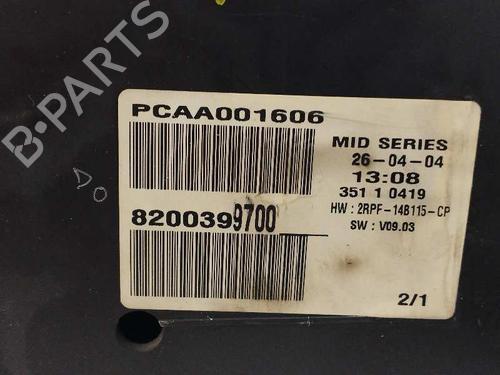 B-PARTS
PCAA001606
MID SERIES
26-04-04
13:08
351 1 0419
HW : 2RPF-14B115-CP
SW : V09.03
8200399700
2/1
DO